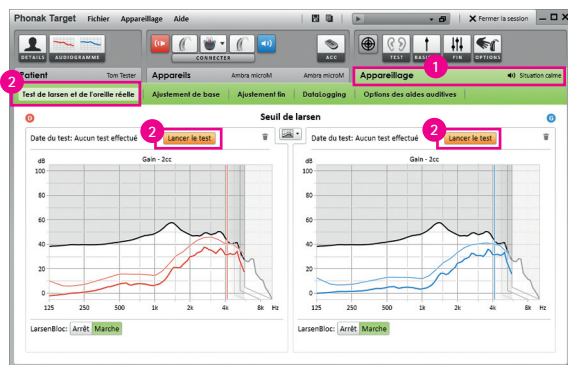 Phonak Target Fichier Appareillage Aide
Fermer la session
DETAILS AUDIOGRAMME CONNECTER ACC TEST FIB OPTIONS
1
Patient Tom Tester Appareils Ambra microM Ambra microM Appareillage Situation calme
2
Test de larsen et de l'oreille réelle Ajustement de base Ajustement fin DataLogging Options des aides auditives
D Seuil de larsen G
2 2
Date du test: Aucun test effectué Lancer le test Date du test: Aucun test effectué Lancer le test
dB Gain - 2cc dB Gain - 2cc
100 100
80 80
60 60
40 40
20 20
0 0
125 250 500 1k 2k 4k 8k Hz 125 250 500 1k 2k 4k 8k Hz
LarsenBloc: Arrêt Marche LarsenBloc: Arrêt Marche